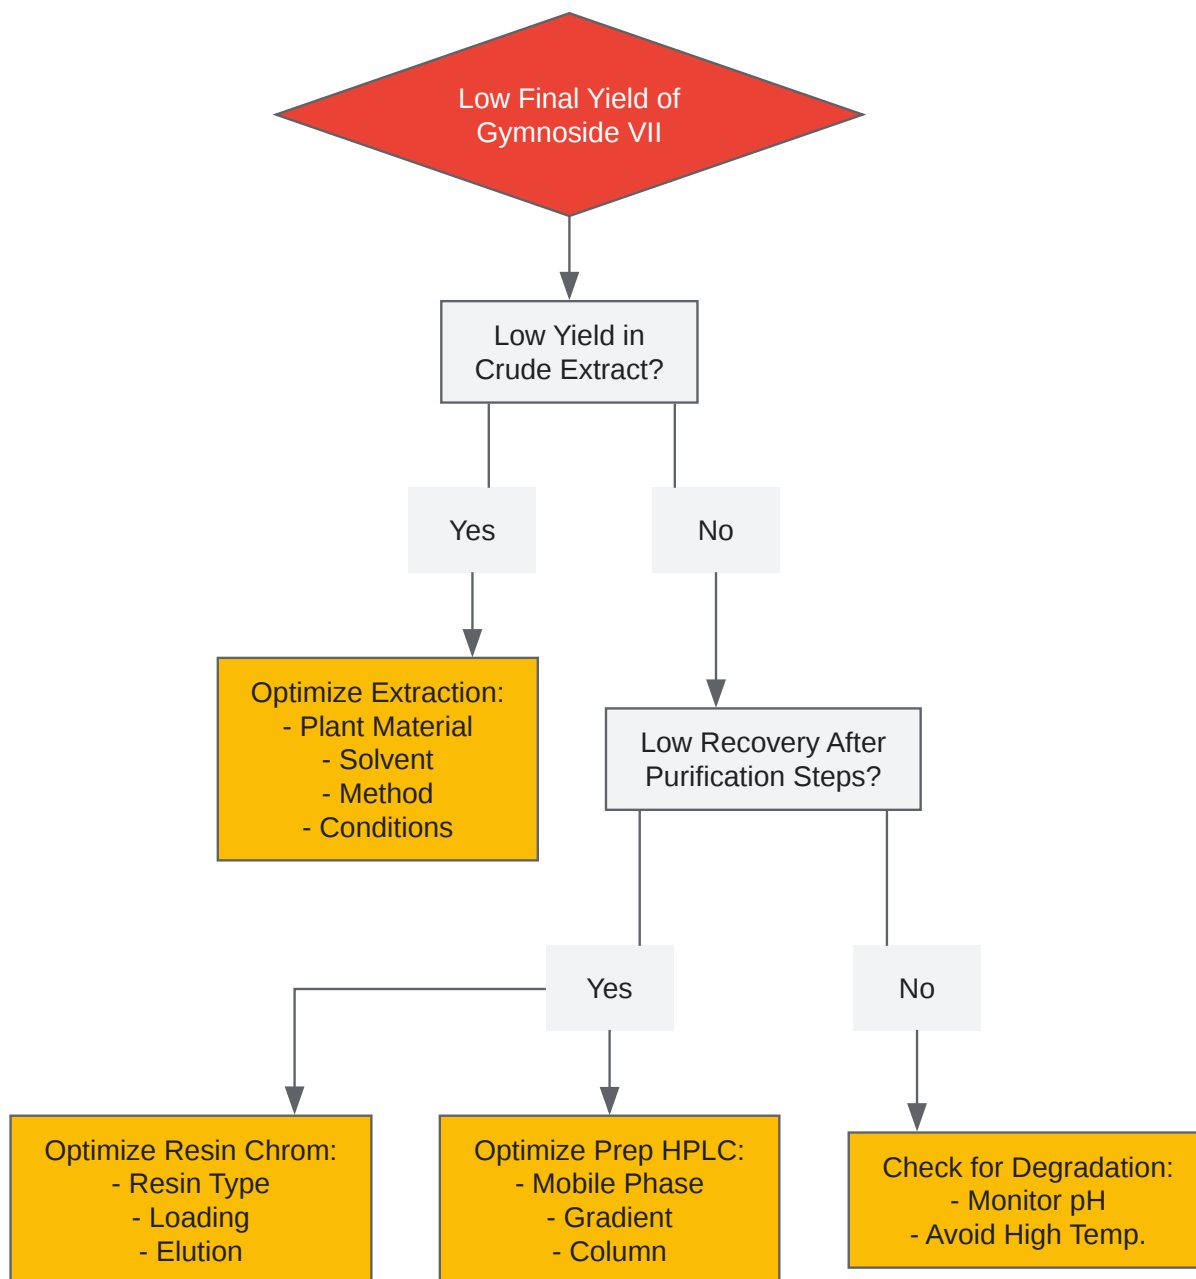 Low Final Yield of
Gymnoside VII
Low Yield in
Crude Extract?
Yes
No
Optimize Extraction:
- Plant Material
- Solvent
- Method
- Conditions
Low Recovery After
Purification Steps?
Yes
No
Optimize Resin Chrom:
- Resin Type
- Loading
- Elution
Optimize Prep HPLC:
- Mobile Phase
- Gradient
- Column
Check for Degradation:
- Monitor pH
- Avoid High Temp.